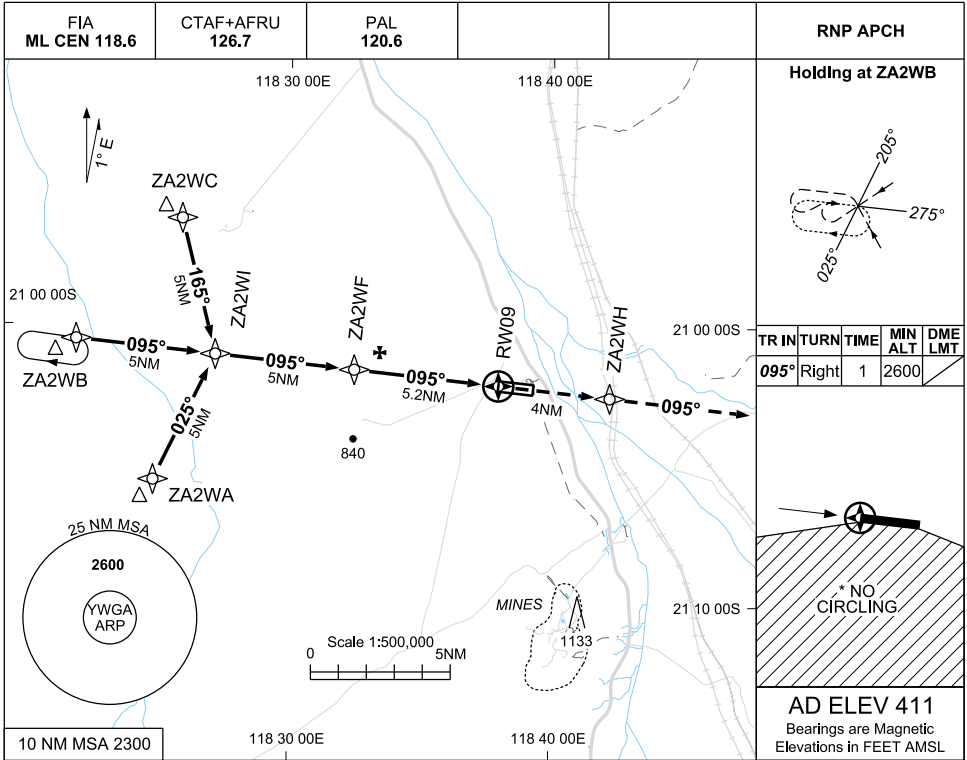 FIA
ML CEN 118.6
CTAF+AFRU
126.7
PAL
120.6
RNP APCH
118 30 00E
118 40 00E
1° E
ZA2WC
165°
5NM
ZA2WI
ZA2WF
21 00 00S
ZA2WB
095°
5NM
095°
5NM
095°
5.2NM
RW09
4NM
ZA2WH
095°
21 00 00S
025°
5NM
ZA2WA
840
25 NM MSA
2600
YWGA
ARP
MINES
1133
21 10 00S
Scale 1:500,000
0
5NM
10 NM MSA 2300
118 30 00E
118 40 00E
Holding at ZA2WB
205°
275°
025°
TR IN
TURN
TIME
MIN
ALT
DME
LMT
095°
Right
1
2600
* NO
CIRCLING
AD ELEV 411
Bearings are Magnetic
Elevations in FEET AMSL